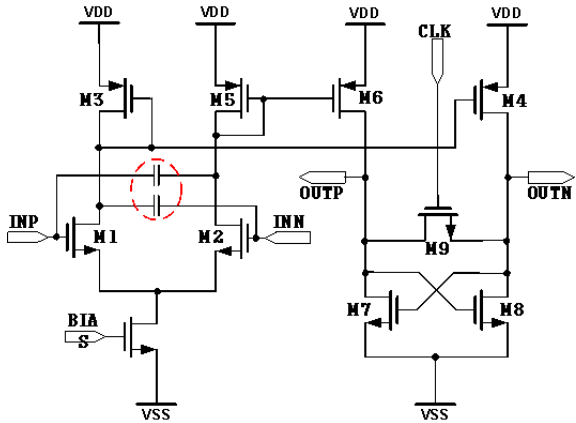 VDD VDD VDD VDD
CLK
M3 M5 M6 M4
OUTP OUTN
INP M1 M2 INN M9
M7 M8
BIA
S
VSS VSS